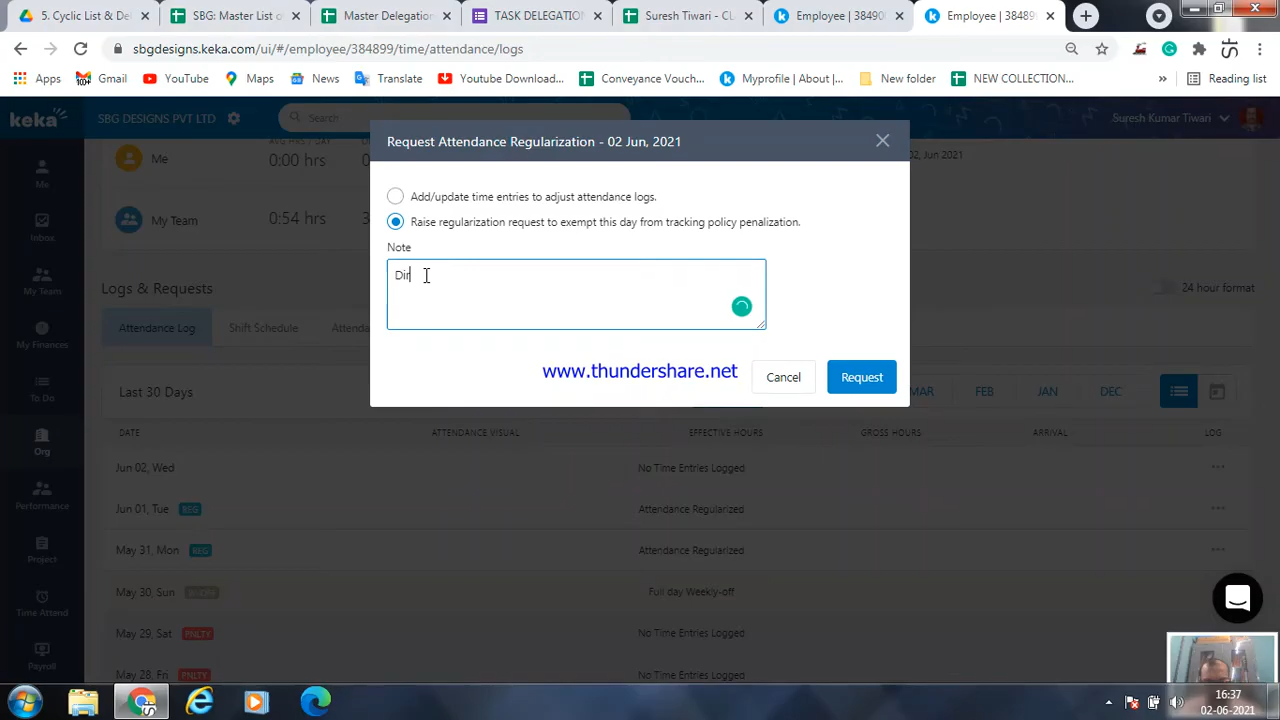 5. Cyclic List & De
SBG: Master List o
Master Delegation
TASK DELEGATION
Suresh Tiwari - CL
Employee | 38490
Employee | 38489
sbgdesigns.keka.com/ui/#/employee/384899/time/attendance/logs
Apps
Gmail
YouTube
Maps
News
Translate
Youtube Download...
Conveyance Vouch...
Myprofile | About |...
New folder
NEW COLLECTION...
»
Reading list
keka
SBG DESIGNS PVT LTD
Search
Suresh Kumar Tiwari
Request Attendance Regularization - 02 Jun, 2021
Me
0:00 hrs
02, Jun 2021
My Team
0:54 hrs
Add/update time entries to adjust attendance logs.
Raise regularization request to exempt this day from tracking policy penalization.
Note
Dir
www.thundershare.net
Cancel
Request
Me
Inbox
My Team
My Finances
To Do
Org
Performance
Project
Time Attend
Payroll
Logs & Requests
24 hour format
Attendance Log
Shift Schedule
Attenda
Last 30 Days
MAR
FEB
JAN
DEC
DATE
ATTENDANCE VISUAL
EFFECTIVE HOURS
GROSS HOURS
ARRIVAL
LOG
Jun 02, Wed
No Time Entries Logged
Jun 01, Tue
REG
Attendance Regularized
May 31, Mon
REG
Attendance Regularized
May 30, Sun
W-OFF
Full day Weekly-off
May 29, Sat
PNLTY
No Time Entries Logged
May 28, Fri
PNLTY
No Time Entries Logged
16:37
02-06-2021